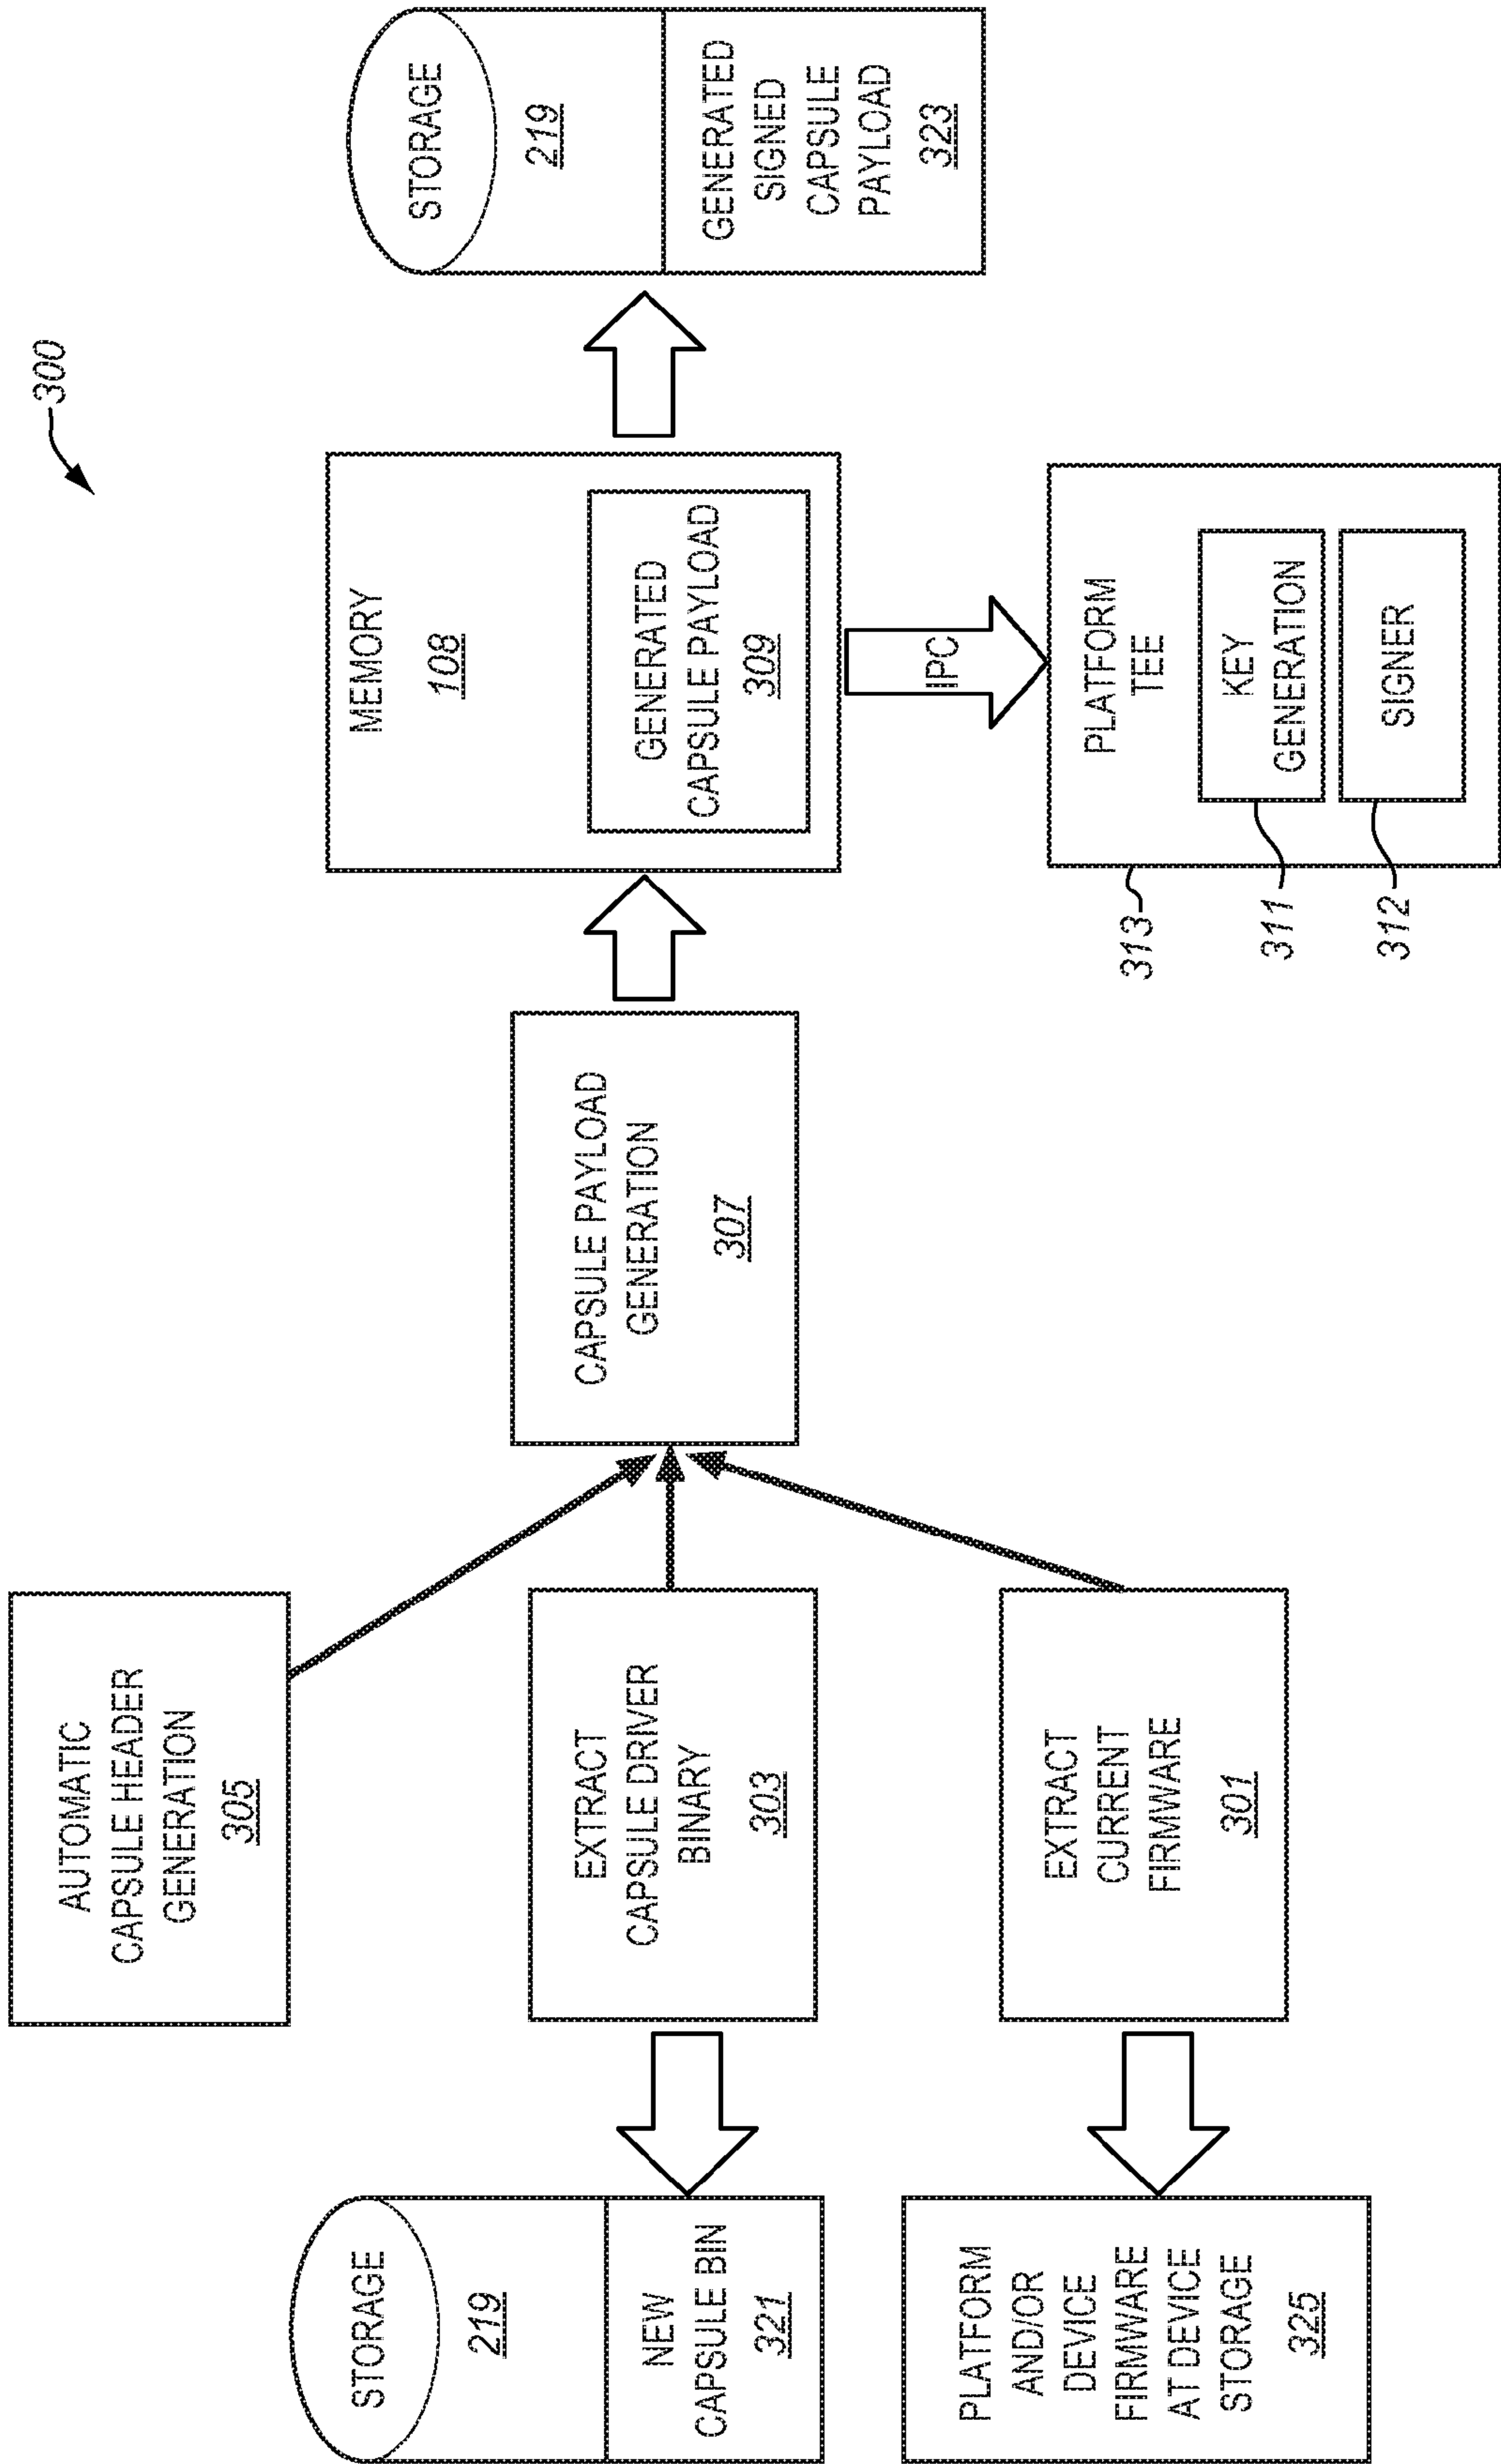 300
STORAGE
219
NEW
CAPSULE BIN
321
PLATFORM
AND/OR
DEVICE
FIRMWARE
AT DEVICE
STORAGE
325
AUTOMATIC
CAPSULE HEADER
GENERATION
305
EXTRACT
CAPSULE DRIVER
BINARY
303
EXTRACT
CURRENT
FIRMWARE
301
CAPSULE PAYLOAD
GENERATION
307
MEMORY
108
GENERATED
CAPSULE PAYLOAD
309
IPC
PLATFORM
TEE
KEY
GENERATION
SIGNER
313
311
312
STORAGE
219
GENERATED
SIGNED
CAPSULE
PAYLOAD
323